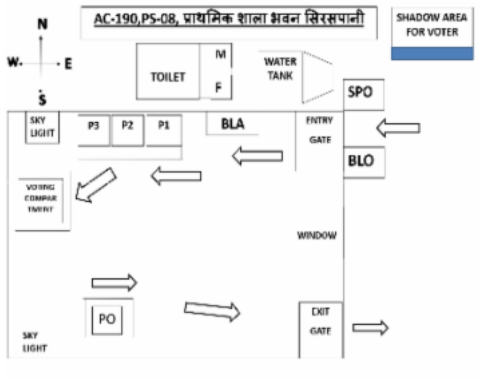 AC-190,PS-08, प्राथमिक शाला भवन सिरसपानी
SHADOW AREA
FOR VOTER
N
W.
E
S
TOILET
M
F
WATER
TANK
SPO
SKY
LIGHT
P3
P2
P1
BLA
ENTRY
GATE
BLO
VOTING
COMPAR
TMENT
WINDOW
PO
EXIT
GATE
SKY
LIGHT